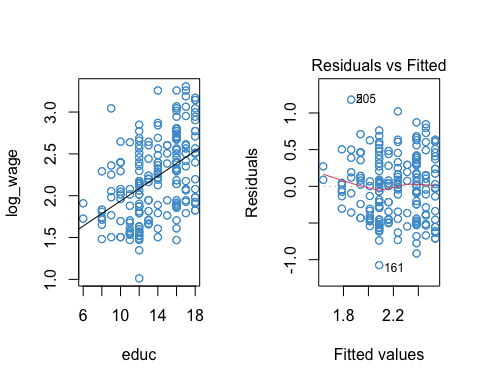 log_wage
1.0 1.5 2.0 2.5 3.0
6 10 14 18
educ
Residuals vs Fitted
Residuals
-1.0 0.0 0.5 1.0
205
161
1.8 2.2
Fitted values